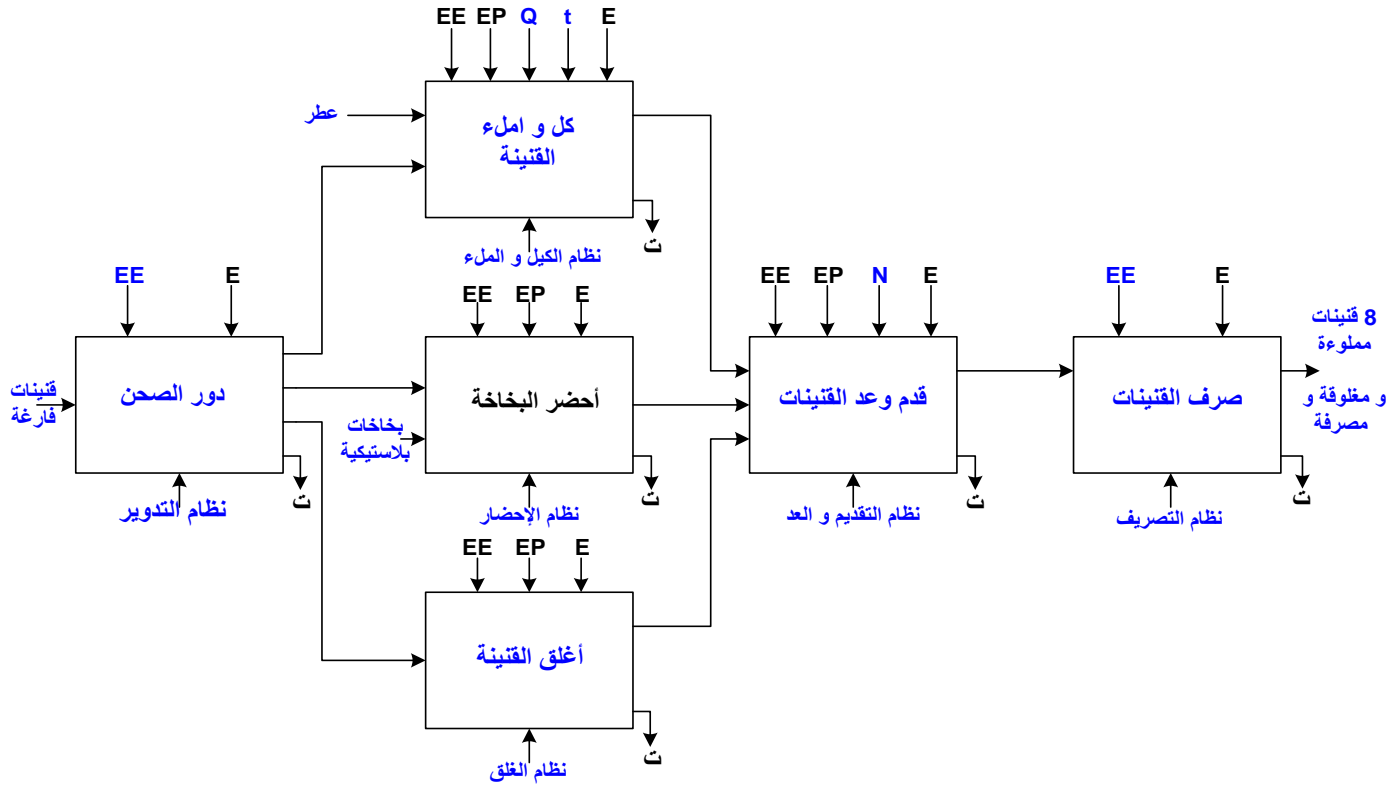 EE EP Q t E
عطر
كل و املء
القنينة
ت
نظام الكيل و الملء
EE E
قنينات
فارغة
دور الصحن
ت
نظام التدوير
EE EP E
أحضر البخاخة
بخاخات
بلاستيكية
ت
نظام الإحضار
EE EP E
أغلق القنينة
ت
نظام الغلق
EE EP N E
قدم وعد القنينات
ت
نظام التقديم و العد
EE E
صرف القنينات
ت
نظام التصريف
8 قنينات
مملوءة
و مغلوقة و
مصرفة